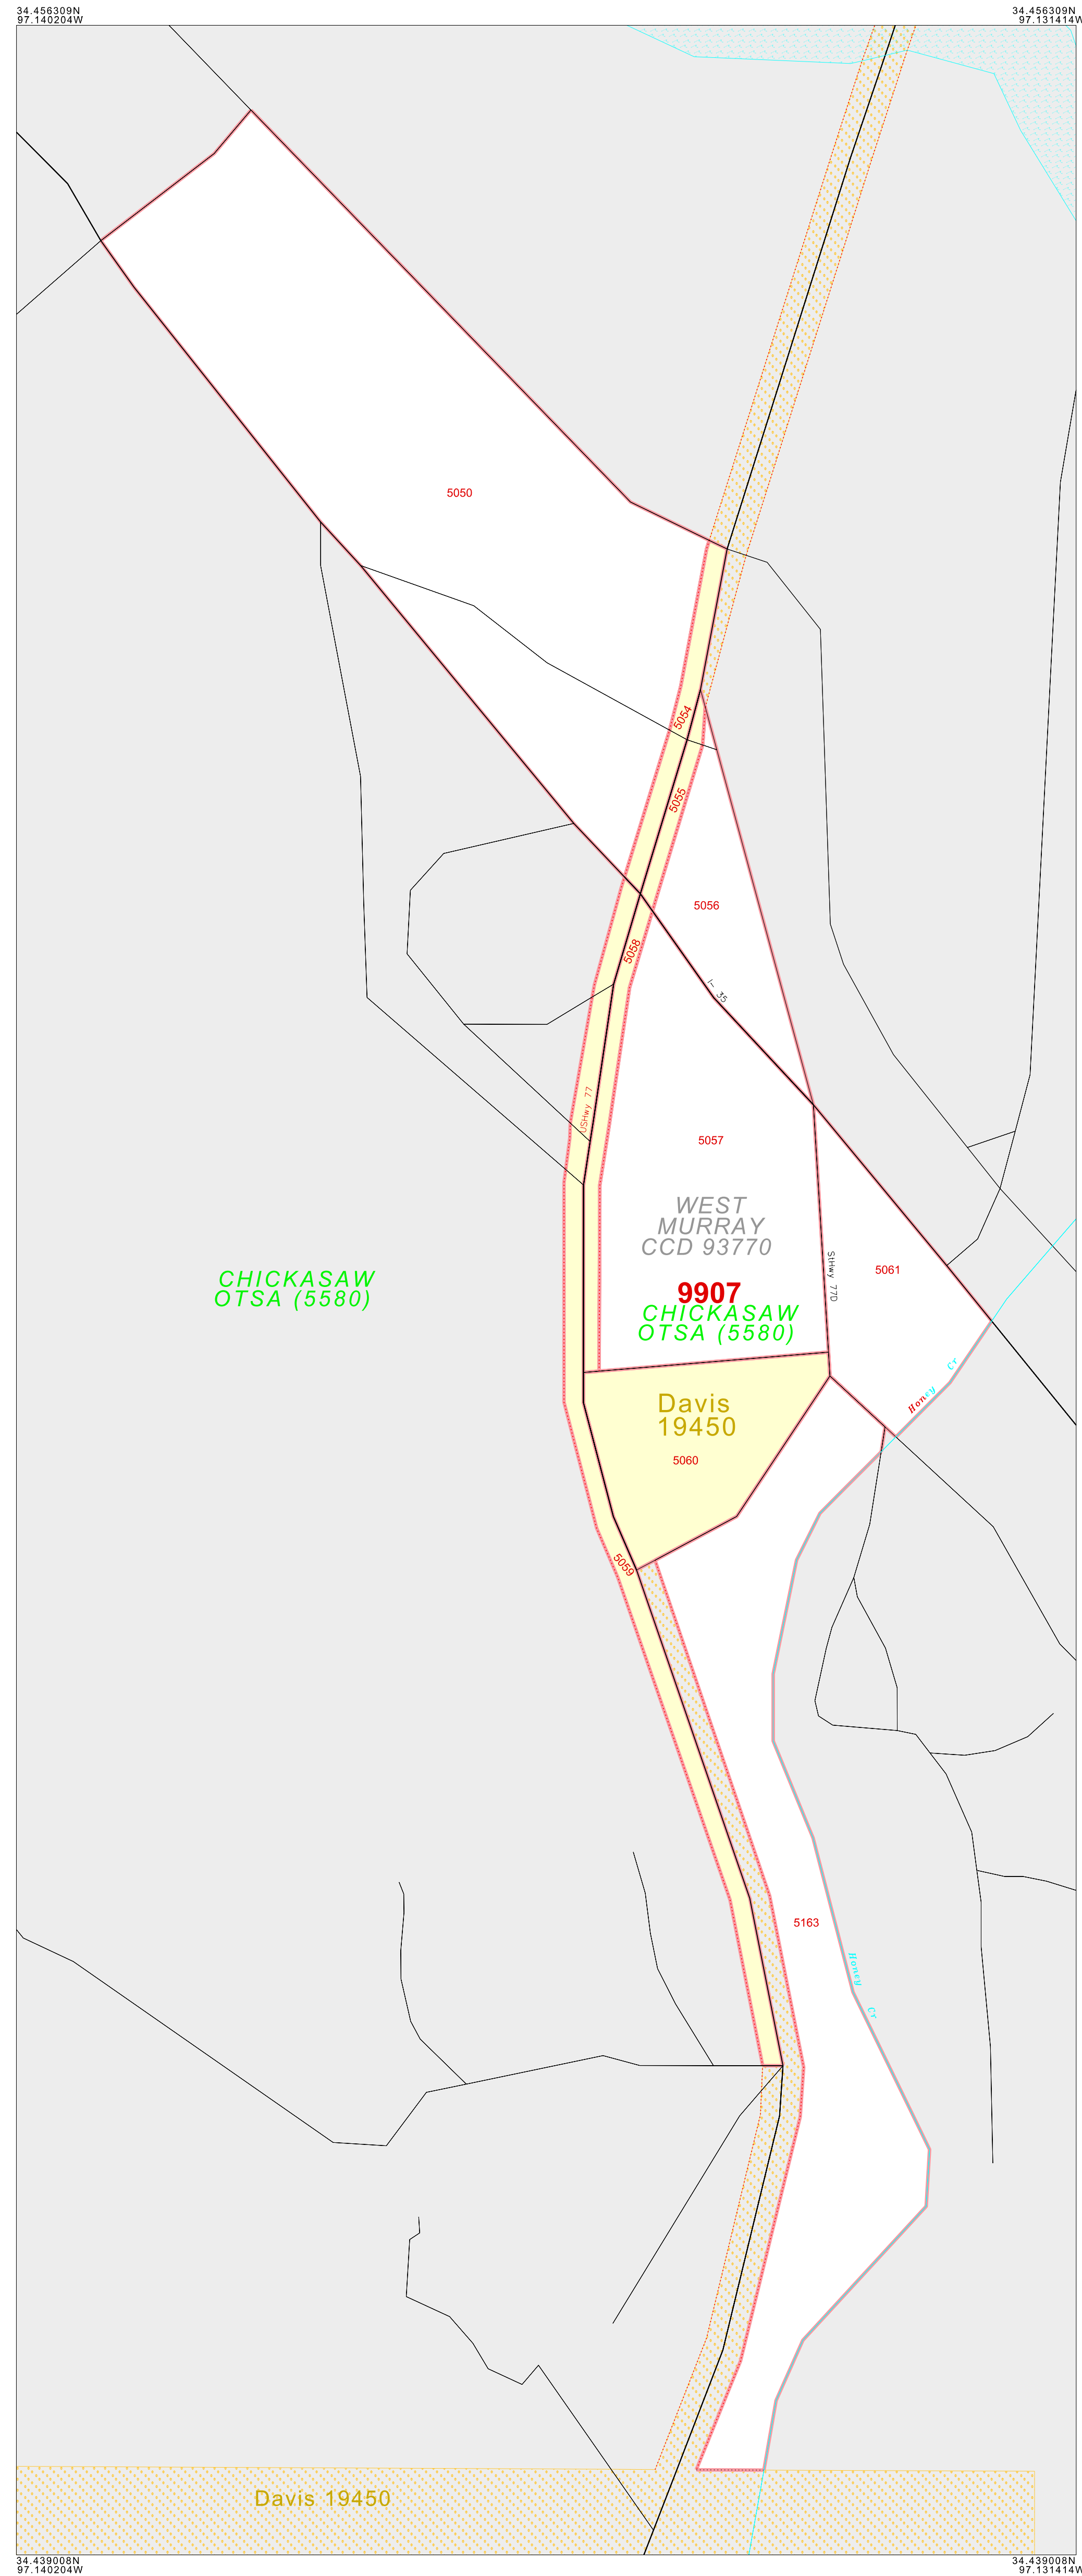 34.456309N
97.140204W
34.456309N
97.131414W
5050
5054
5055
5056
5058
I- 35
USHwy 77
5057
WEST
MURRAY
CCD 93770
StHwy 77D
5061
CHICKASAW
OTSA (5580)
9907
CHICKASAW
OTSA (5580)
Honey Cr
Davis
19450
5060
5059
5163
Honey Cr
Davis 19450
34.439008N
97.140204W
34.439008N
97.131414W